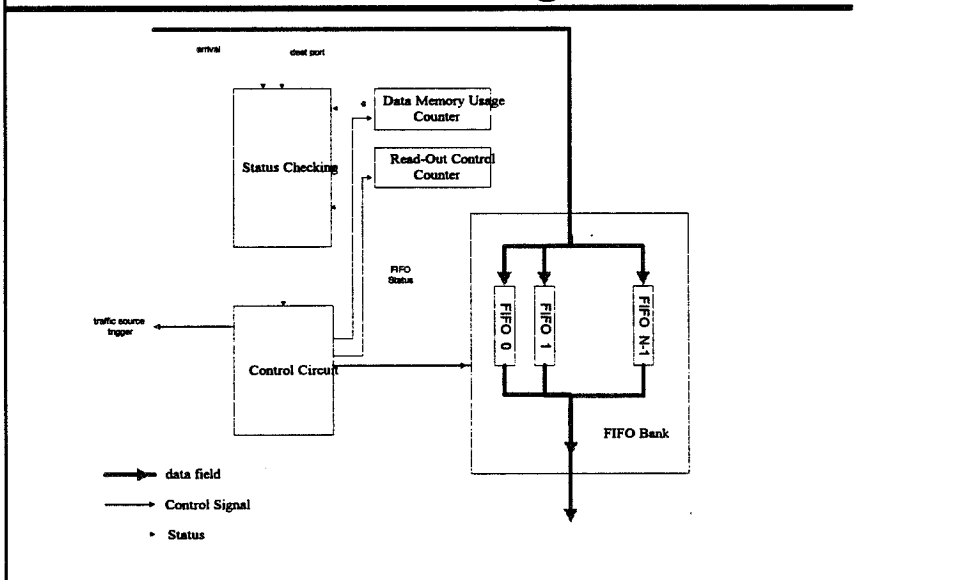 arrival
dest port
Data Memory Usage
Counter
Status Checking
Read-Out Control
Counter
FIFO
Status
traffic source
trigger
Control Circuit
FIFO 0
FIFO 1
FIFO N-1
FIFO Bank
data field
Control Signal
Status